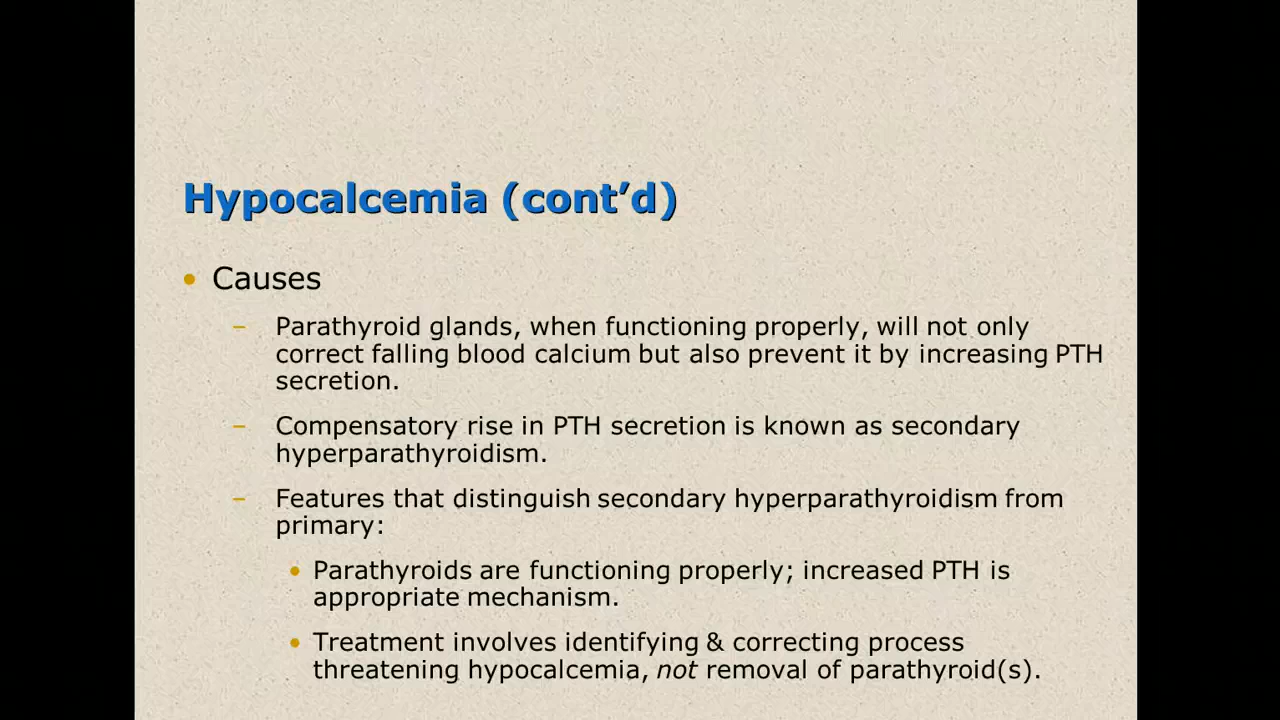 Hypocalcemia (cont’d)
• Causes
– Parathyroid glands, when functioning properly, will not only
correct falling blood calcium but also prevent it by increasing PTH
secretion.
– Compensatory rise in PTH secretion is known as secondary
hyperparathyroidism.
– Features that distinguish secondary hyperparathyroidism from
primary:
• Parathyroids are functioning properly; increased PTH is
appropriate mechanism.
• Treatment involves identifying & correcting process
threatening hypocalcemia, not removal of parathyroid(s).